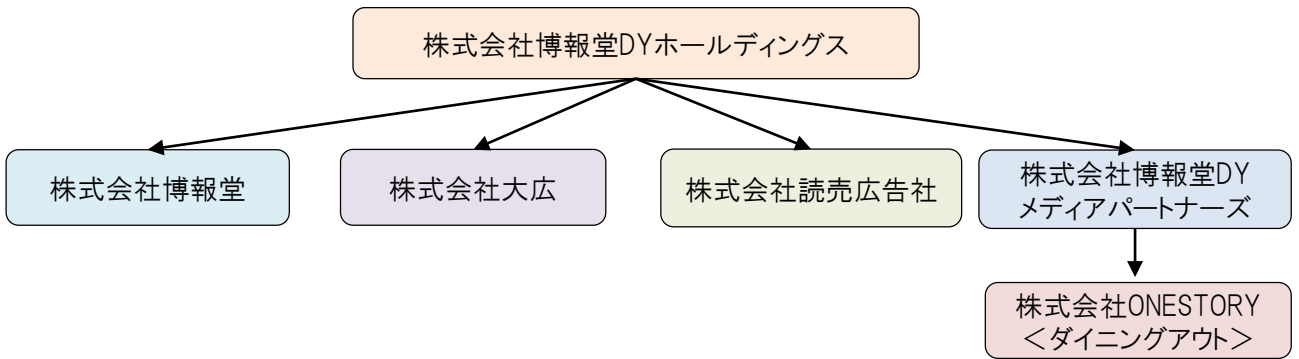 株式会社博報堂DYホールディングス
株式会社博報堂
株式会社大広
株式会社読売広告社
株式会社博報堂DY
メディアパートナーズ
株式会社ONESTORY
＜ダイニングアウト＞